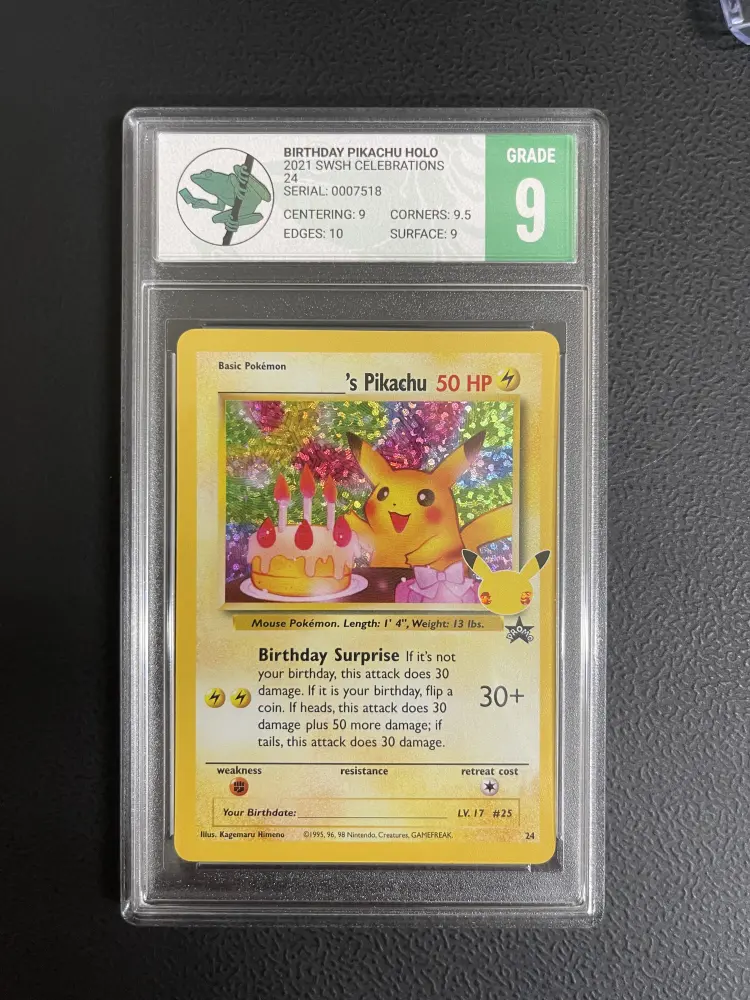 BIRTHDAY PIKACHU HOLO
2021 SWSH CELEBRATIONS
24
SERIAL: 0007518
CENTERING: 9 CORNERS: 9.5
EDGES: 10 SURFACE: 9
GRADE
9
Basic Pokémon
____________'s Pikachu 50 HP
Mouse Pokémon. Length: 1' 4", Weight: 13 lbs.
PROMO
Birthday Surprise If it's not
your birthday, this attack does 30
damage. If it is your birthday, flip a
coin. If heads, this attack does 30
damage plus 50 more damage; if
tails, this attack does 30 damage.
30+
weakness resistance retreat cost
Your Birthdate:____________ LV. 17 #25
Illus. Kagemaru Himeno ©1995, 96, 98 Nintendo, Creatures, GAMEFREAK. 24